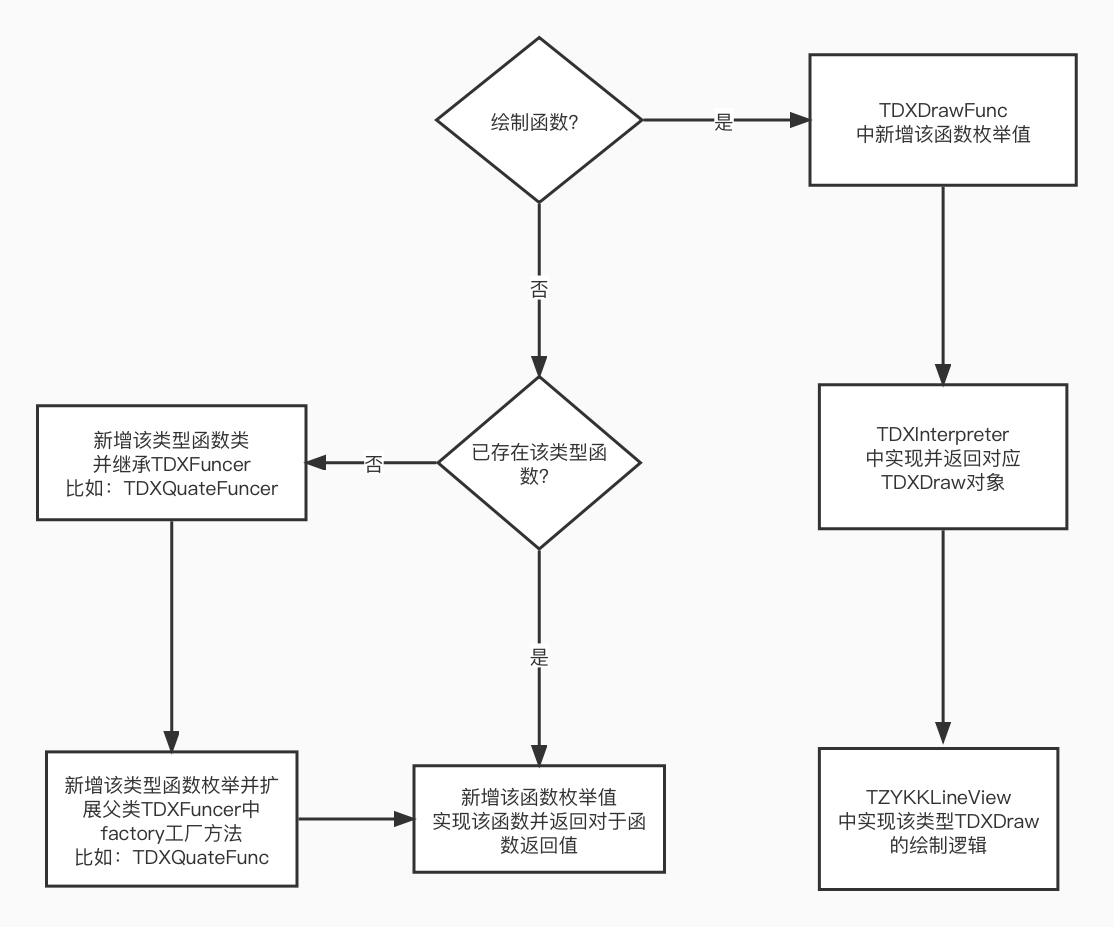 绘制函数?
是
TDXDrawFunc
中新增该函数枚举值
否
已存在该类型函
数?
否
新增该类型函数类
并继承TDXFuncer
比如：TDXQuateFuncer
TDXInterpreter
中实现并返回对应
TDXDraw对象
是
新增该类型函数枚举并扩
展父类TDXFuncer中
factory工厂方法
比如：TDXQuateFunc
新增该函数枚举值
实现该函数并返回对于函
数返回值
TZYKKLineView
中实现该类型TDXDraw
的绘制逻辑